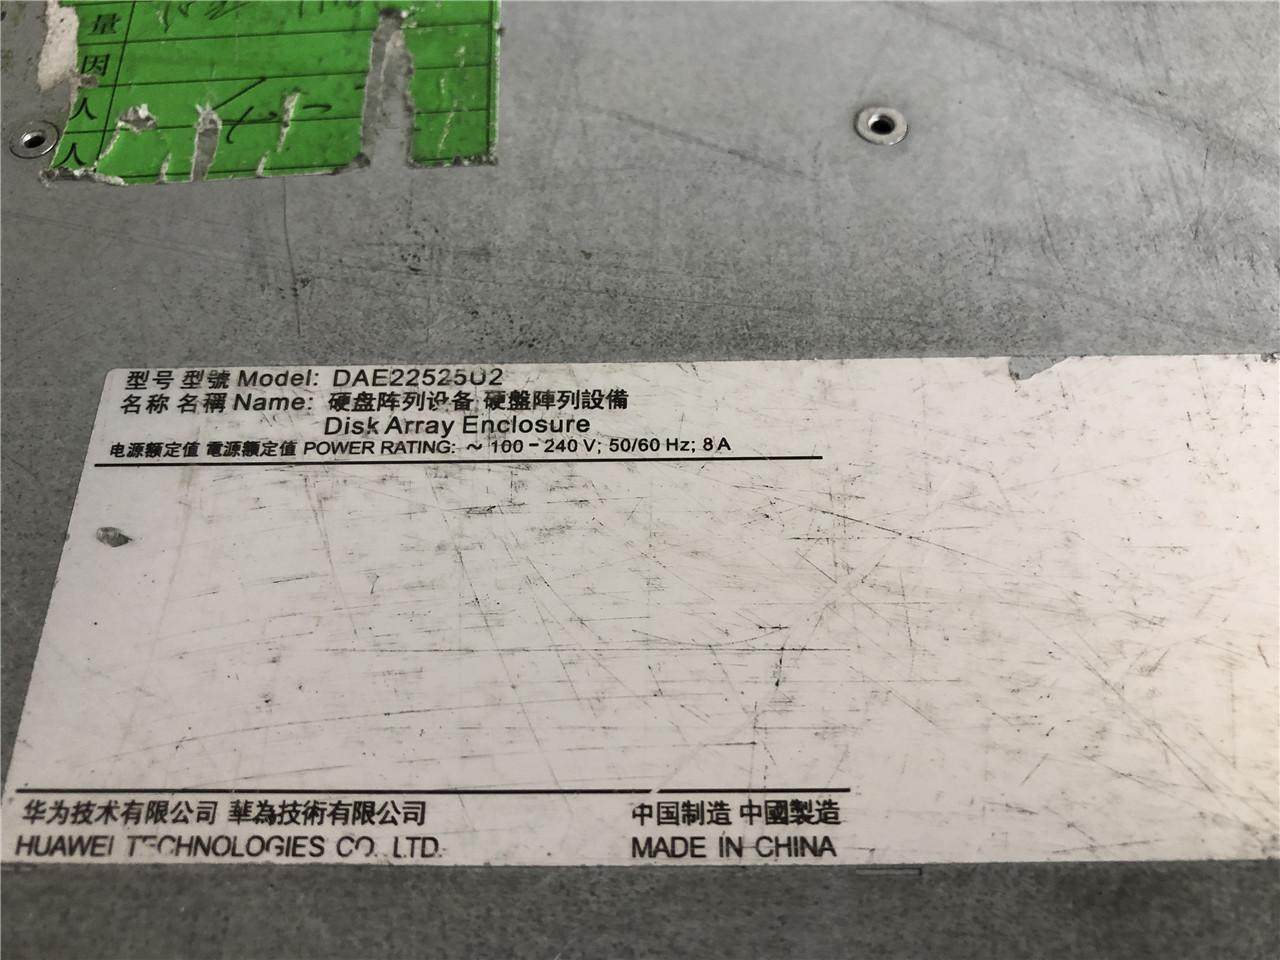 量
因
人
人
型号 型號 Model: DAE22525U2
名称 名稱 Name: 硬盘阵列设备 硬盤陣列設備
Disk Array Enclosure
电源额定值 電源額定值 POWER RATING: ~ 100 - 240 V; 50/60 Hz; 8 A
华为技术有限公司 華為技術有限公司
HUAWEI TECHNOLOGIES CO. LTD.
中国制造 中國製造
MADE IN CHINA